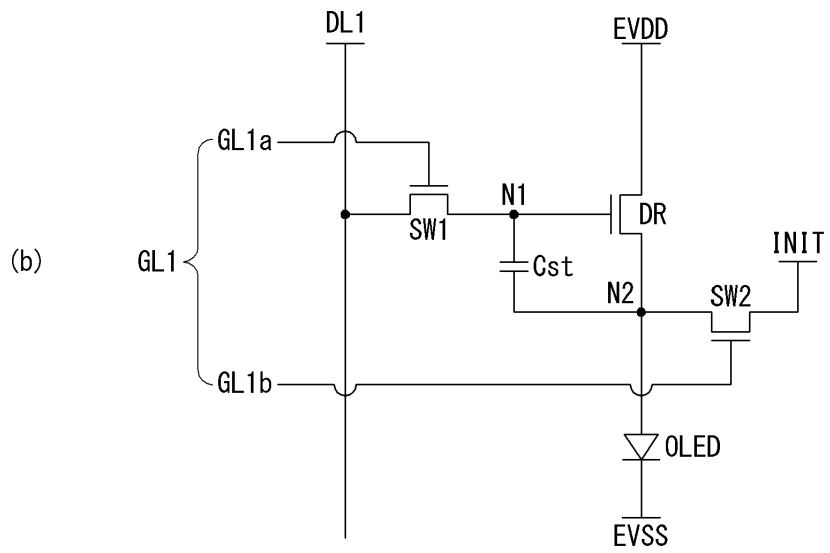 DL1
EVDD
GL1a
N1
DR
SW1
INIT
(b)
GL1
Cst
N2
SW2
GL1b
OLED
EVSS